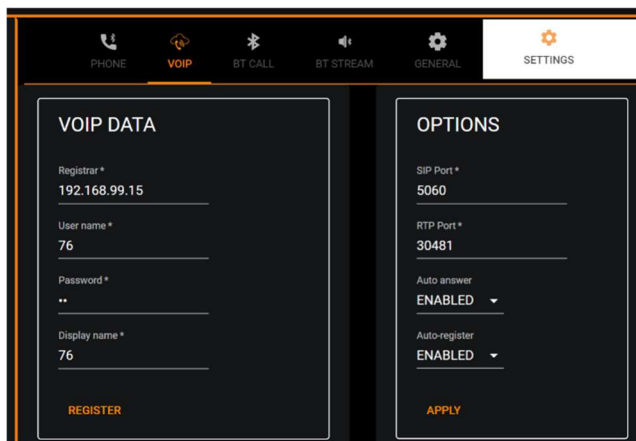 PHONE
VOIP
BT CALL
BT STREAM
GENERAL
SETTINGS
VOIP DATA
Registrar *
192.168.99.15
User name *
76
Password *
••
Display name *
76
REGISTER
OPTIONS
SIP Port *
5060
RTP Port *
30481
Auto answer
ENABLED
Auto-register
ENABLED
APPLY